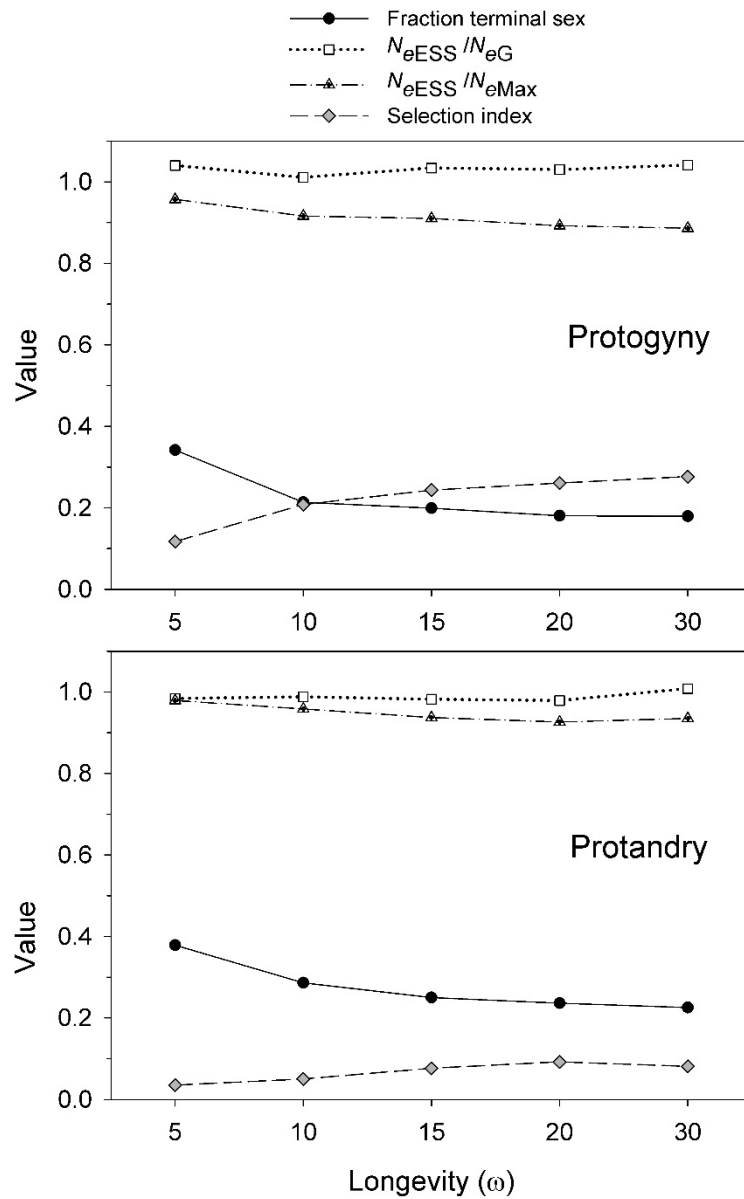 Fraction terminal sex
NeESS /NeG
NeESS /NeMax
Selection index
1.0
0.8
0.6
0.4
0.2
0.0
Value
Protogyny
5 10 15 20 30
1.0
0.8
0.6
0.4
0.2
0.0
Value
Protandry
5 10 15 20 30
Longevity (ω)